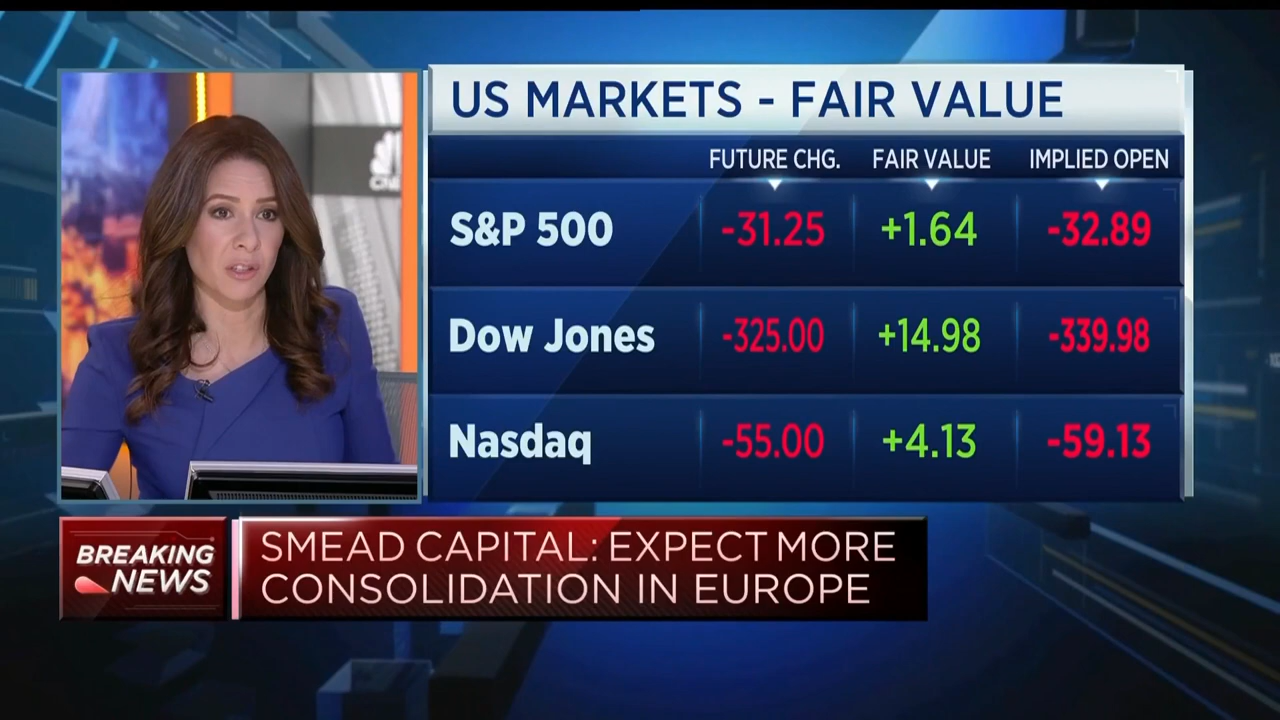 US MARKETS - FAIR VALUE
FUTURE CHG. FAIR VALUE IMPLIED OPEN
S&P 500 -31.25 +1.64 -32.89
Dow Jones -325.00 +14.98 -339.98
Nasdaq -55.00 +4.13 -59.13
BREAKING
NEWS
SMEAD CAPITAL: EXPECT MORE
CONSOLIDATION IN EUROPE